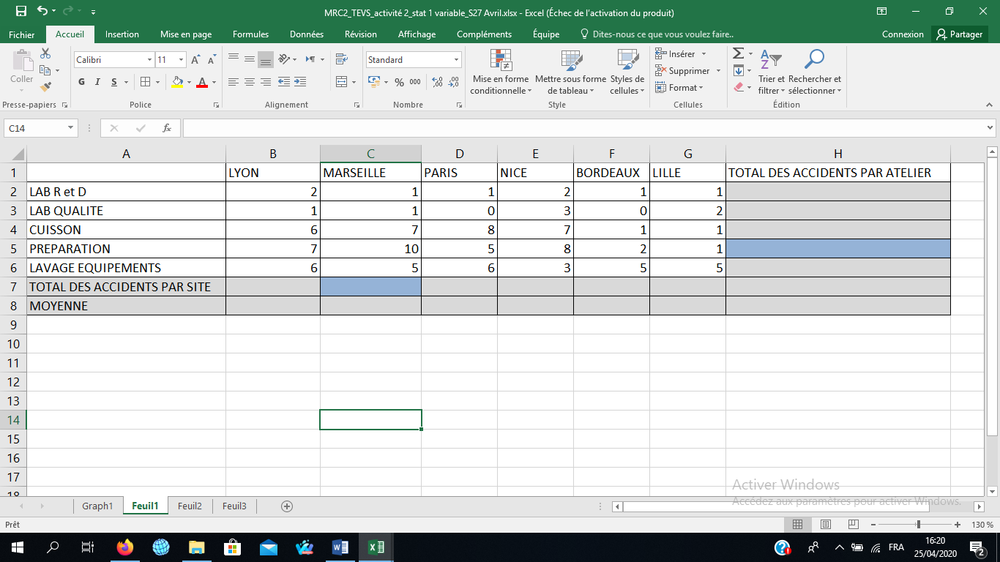 MRC2_TEVS_activité 2_stat 1 variable_S27 Avril.xlsx - Excel (Échec de l'activation du produit)
Fichier Accueil Insertion Mise en page Formules Données Révision Affichage Compléments Équipe Dites-nous ce que vous voulez faire.. Connexion Partager
Coller
Calibri 11
G I S A A A
Standard
% 000 ,00 ,00
Mise en forme conditionnelle
Mettre sous forme de tableau
Styles de cellules
Insérer
Supprimer
Format
Trier et filtrer
Rechercher et sélectionner
Presse-papiers Police Alignement Nombre Style Cellules Édition
C14 fx
A B C D E F G H
1 LYON MARSEILLE PARIS NICE BORDEAUX LILLE TOTAL DES ACCIDENTS PAR ATELIER
2 LAB R et D 2 1 1 2 1 1
3 LAB QUALITE 1 1 0 3 0 2
4 CUISSON 6 7 8 7 1 1
5 PREPARATION 7 10 5 8 2 1
6 LAVAGE EQUIPEMENTS 6 5 6 3 5 5
7 TOTAL DES ACCIDENTS PAR SITE
8 MOYENNE
9
10
11
12
13
14
15
16
17
18
Activer Windows
Accédez aux paramètres pour activer Windows.
Graph1 Feuil1 Feuil2 Feuil3
Prêt 130 %
FRA 16:20
25/04/2020
2